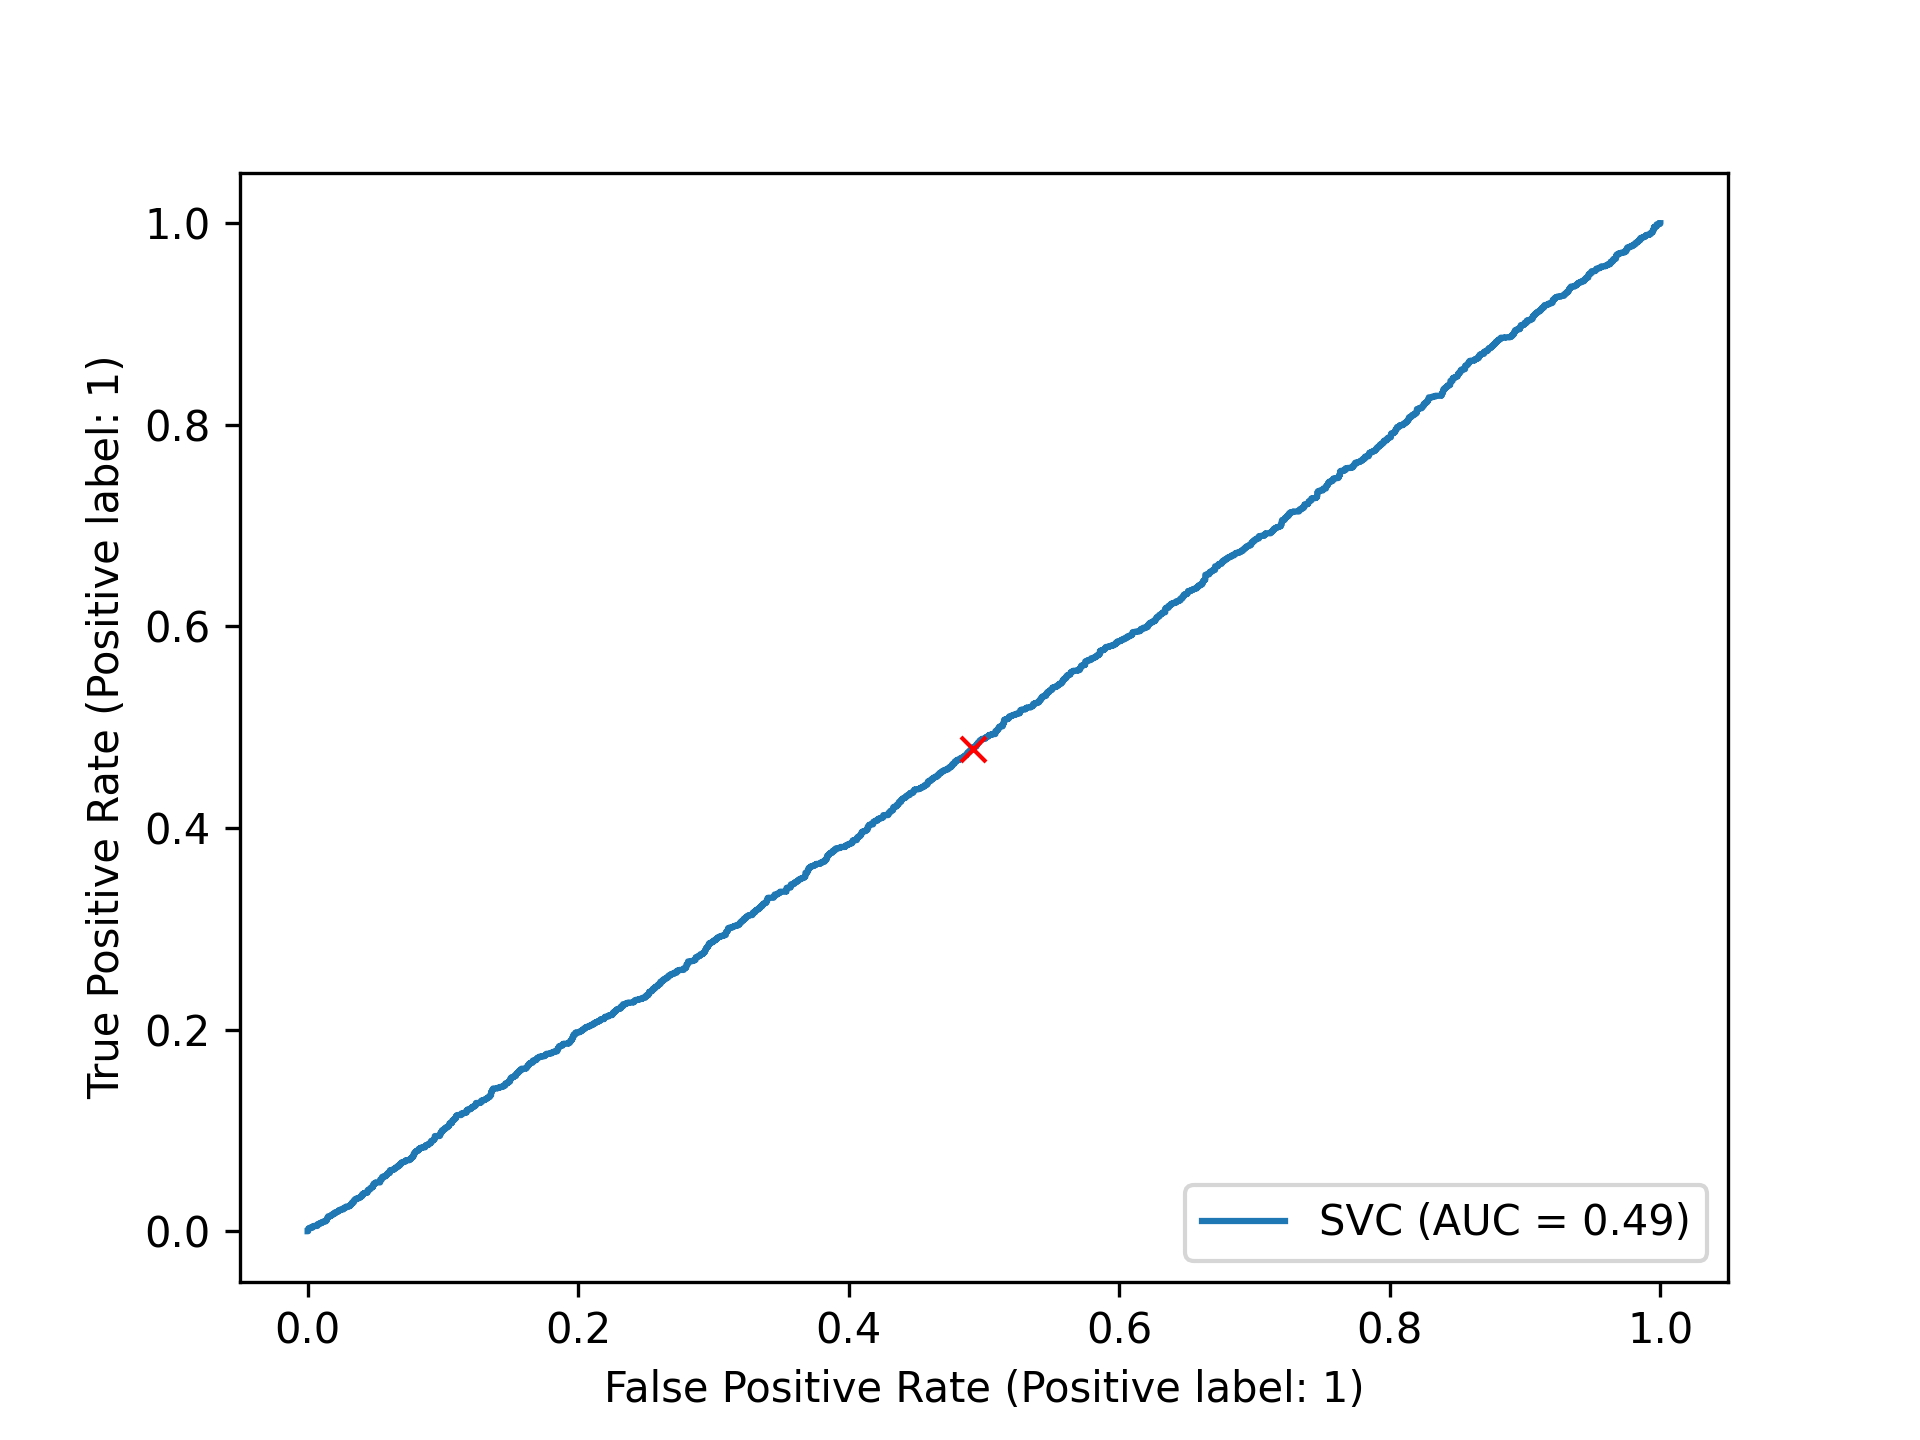 1.0
0.8
0.6
0.4
0.2
0.0
True Positive Rate (Positive label: 1)
SVC (AUC = 0.49)
0.0 0.2 0.4 0.6 0.8 1.0
False Positive Rate (Positive label: 1)